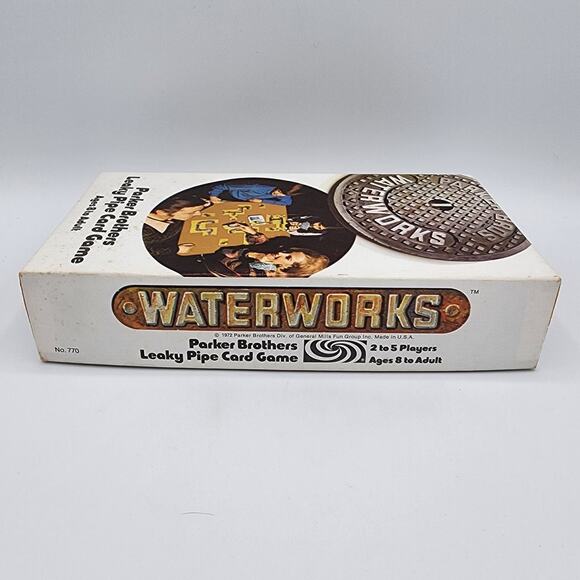 Parker Brothers
Leaky Pipe Card Game
Ages 8 to Adult
WATERWORKS
WATERWORKS ™
© 1972 Parker Brothers Div. of General Mills Fun Group Inc. Made in U.S.A.
No. 770
Parker Brothers
Leaky Pipe Card Game
2 to 5 Players
Ages 8 to Adult